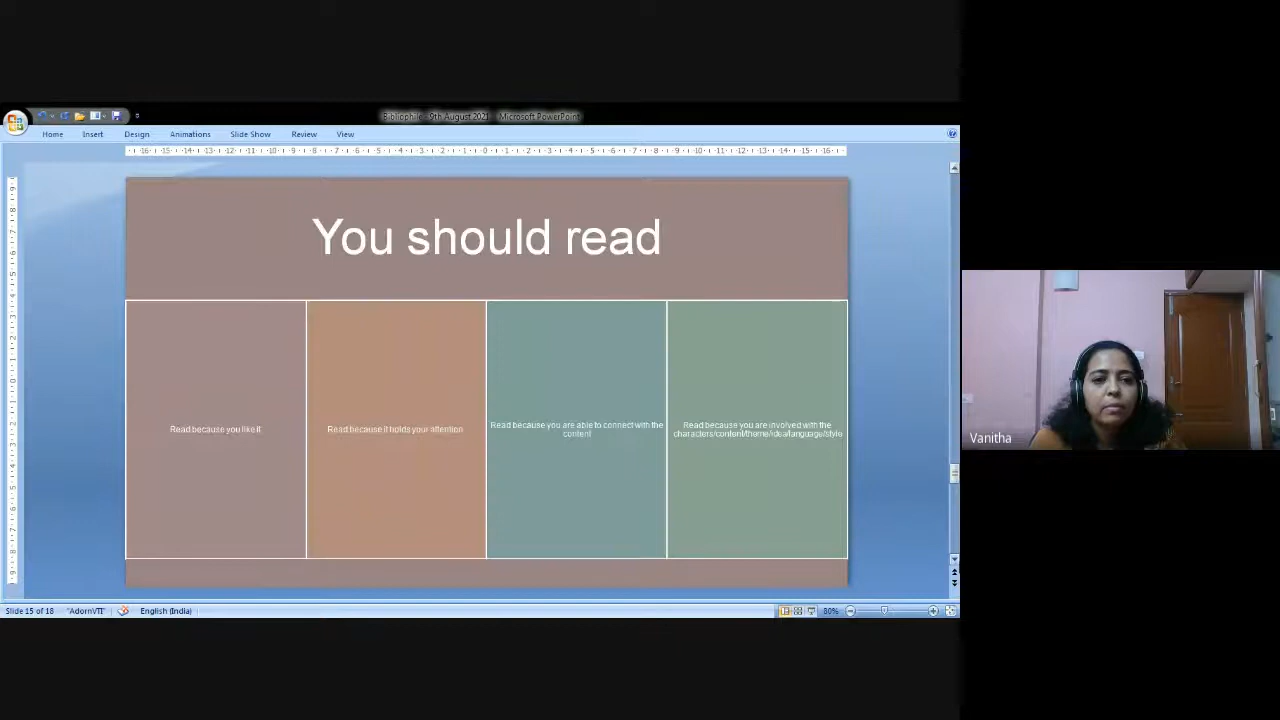 Bibliophile - 9th August 2021 - Microsoft PowerPoint
Home Insert Design Animations Slide Show Review View
You should read
Read because you like it
Read because it holds your attention
Read because you are able to connect with the
content
Read because you are involved with the
characters/content/theme/idea/language/style
Vanitha
Slide 15 of 18 "AdornVTI" English (India) 80%